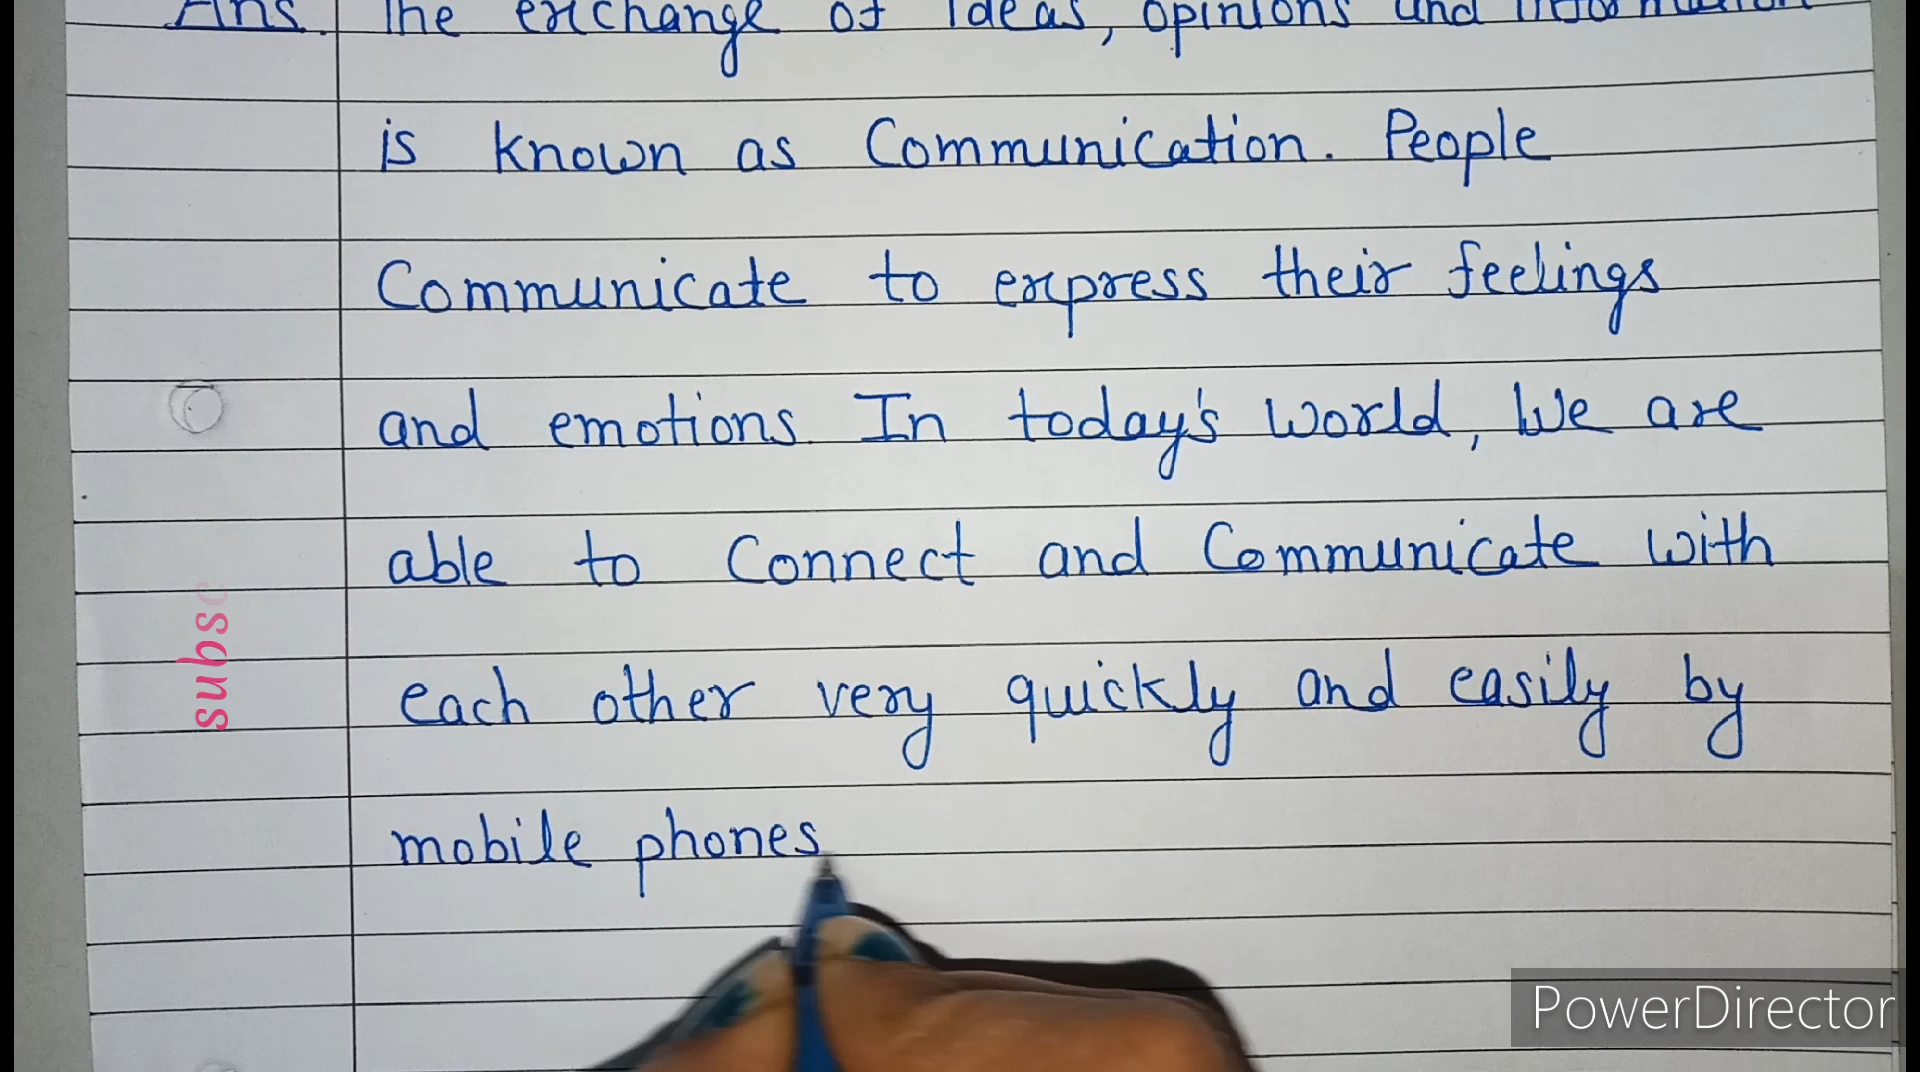 Ans. The exchange of ideas, opinions and information
is known as Communication. People
Communicate to express their feelings
and emotions. In today's world, We are
able to Connect and Communicate with
each other very quickly and easily by
mobile phones
subsc
PowerDirector